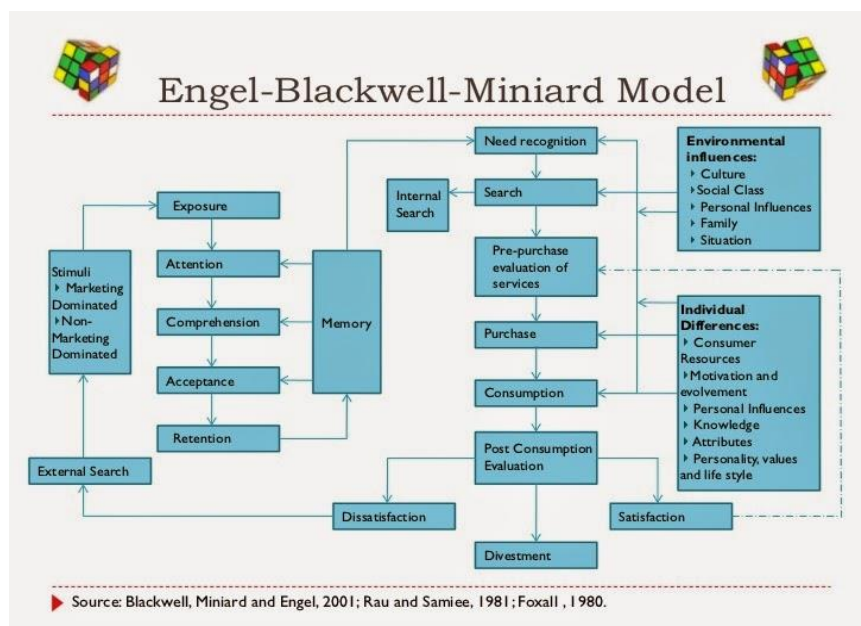 Engel-Blackwell-Miniard Model
Need recognition
Environmental
influences:
Culture
Social Class
Personal Influences
Family
Situation
Internal
Search
Search
Exposure
Stimuli
Marketing
Dominated
Non-
Marketing
Dominated
Attention
Memory
Pre-purchase
evaluation of
services
Comprehension
Purchase
Individual
Differences:
Consumer
Resources
Motivation and
evolvement
Personal Influences
Knowledge
Attributes
Personality, values
and life style
Acceptance
Consumption
Retention
Post Consumption
Evaluation
External Search
Dissatisfaction
Satisfaction
Divestment
Source: Blackwell, Miniard and Engel, 2001; Rau and Samiee, 1981; Foxall , 1980.